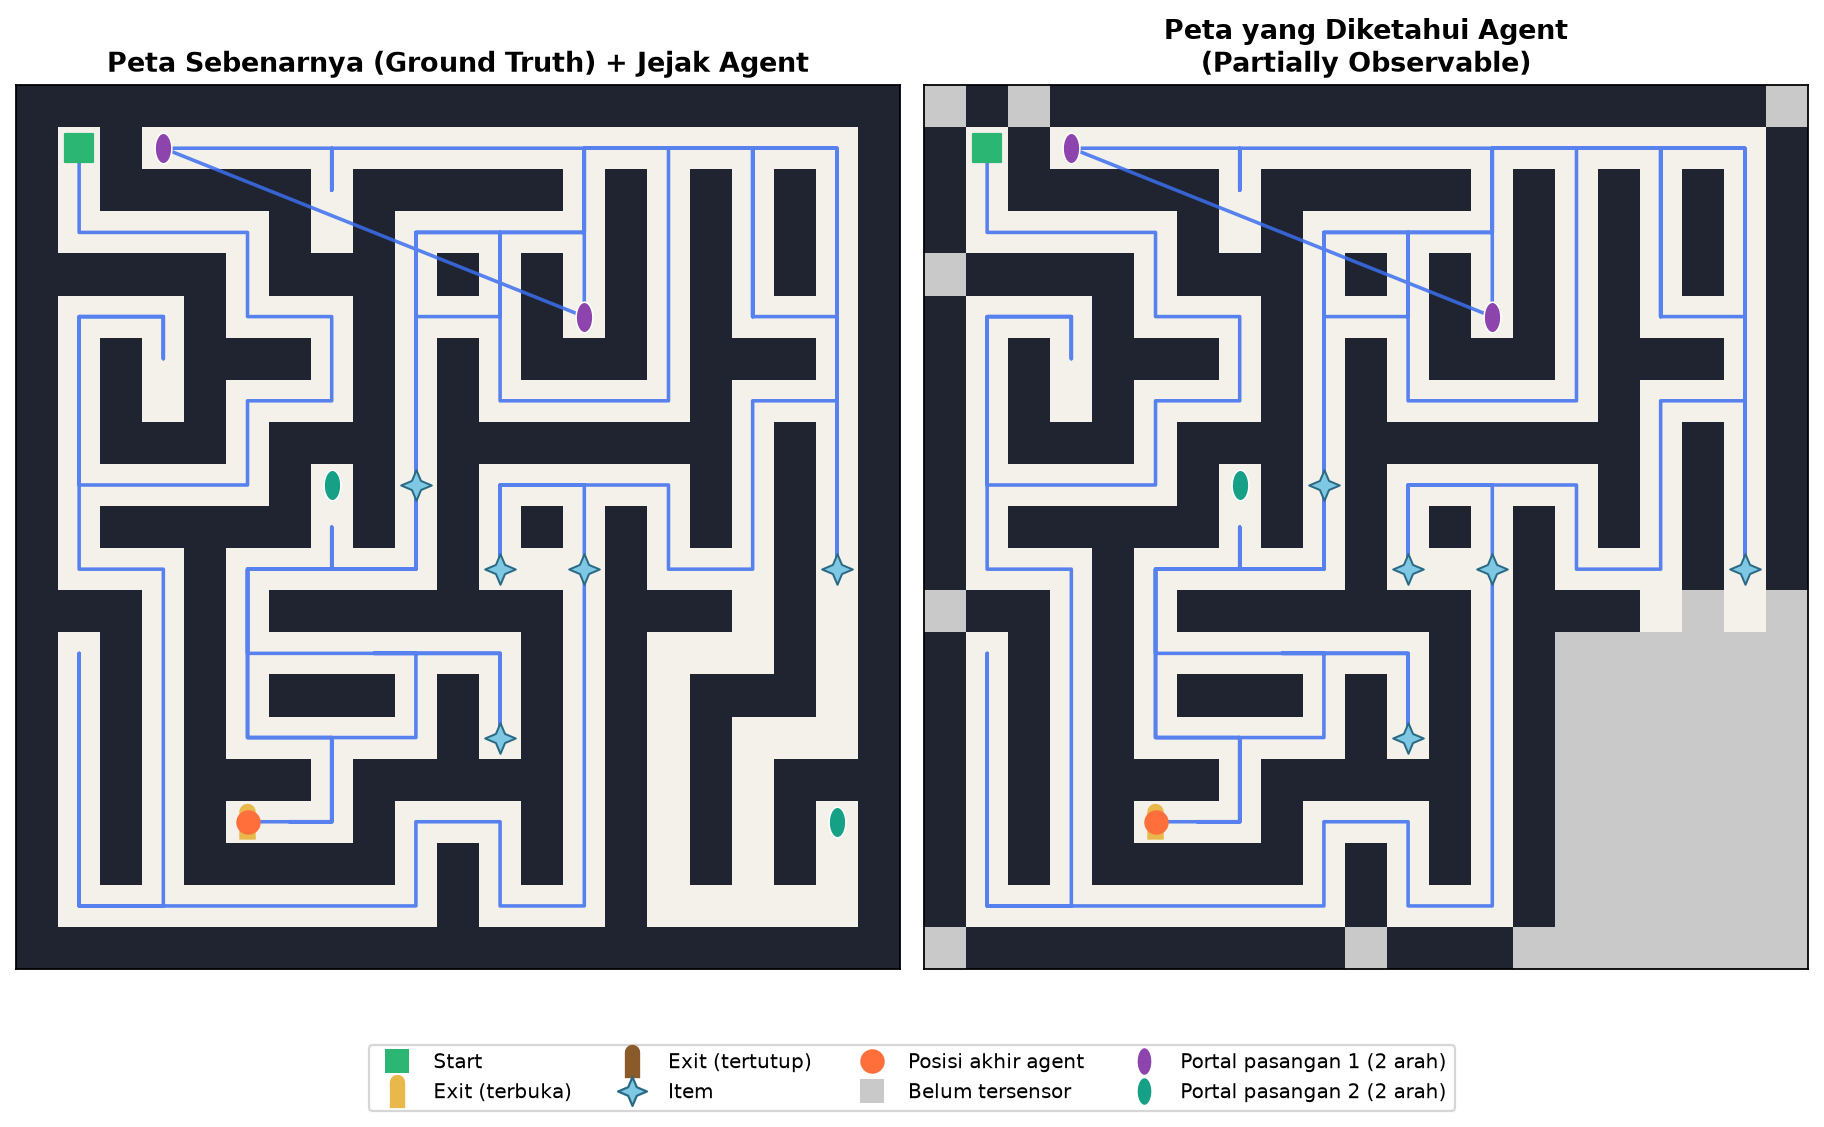 Peta Sebenarnya (Ground Truth) + Jejak Agent
Peta yang Diketahui Agent
(Partially Observable)
Start
Exit (terbuka)
Exit (tertutup)
Item
Posisi akhir agent
Belum tersensor
Portal pasangan 1 (2 arah)
Portal pasangan 2 (2 arah)